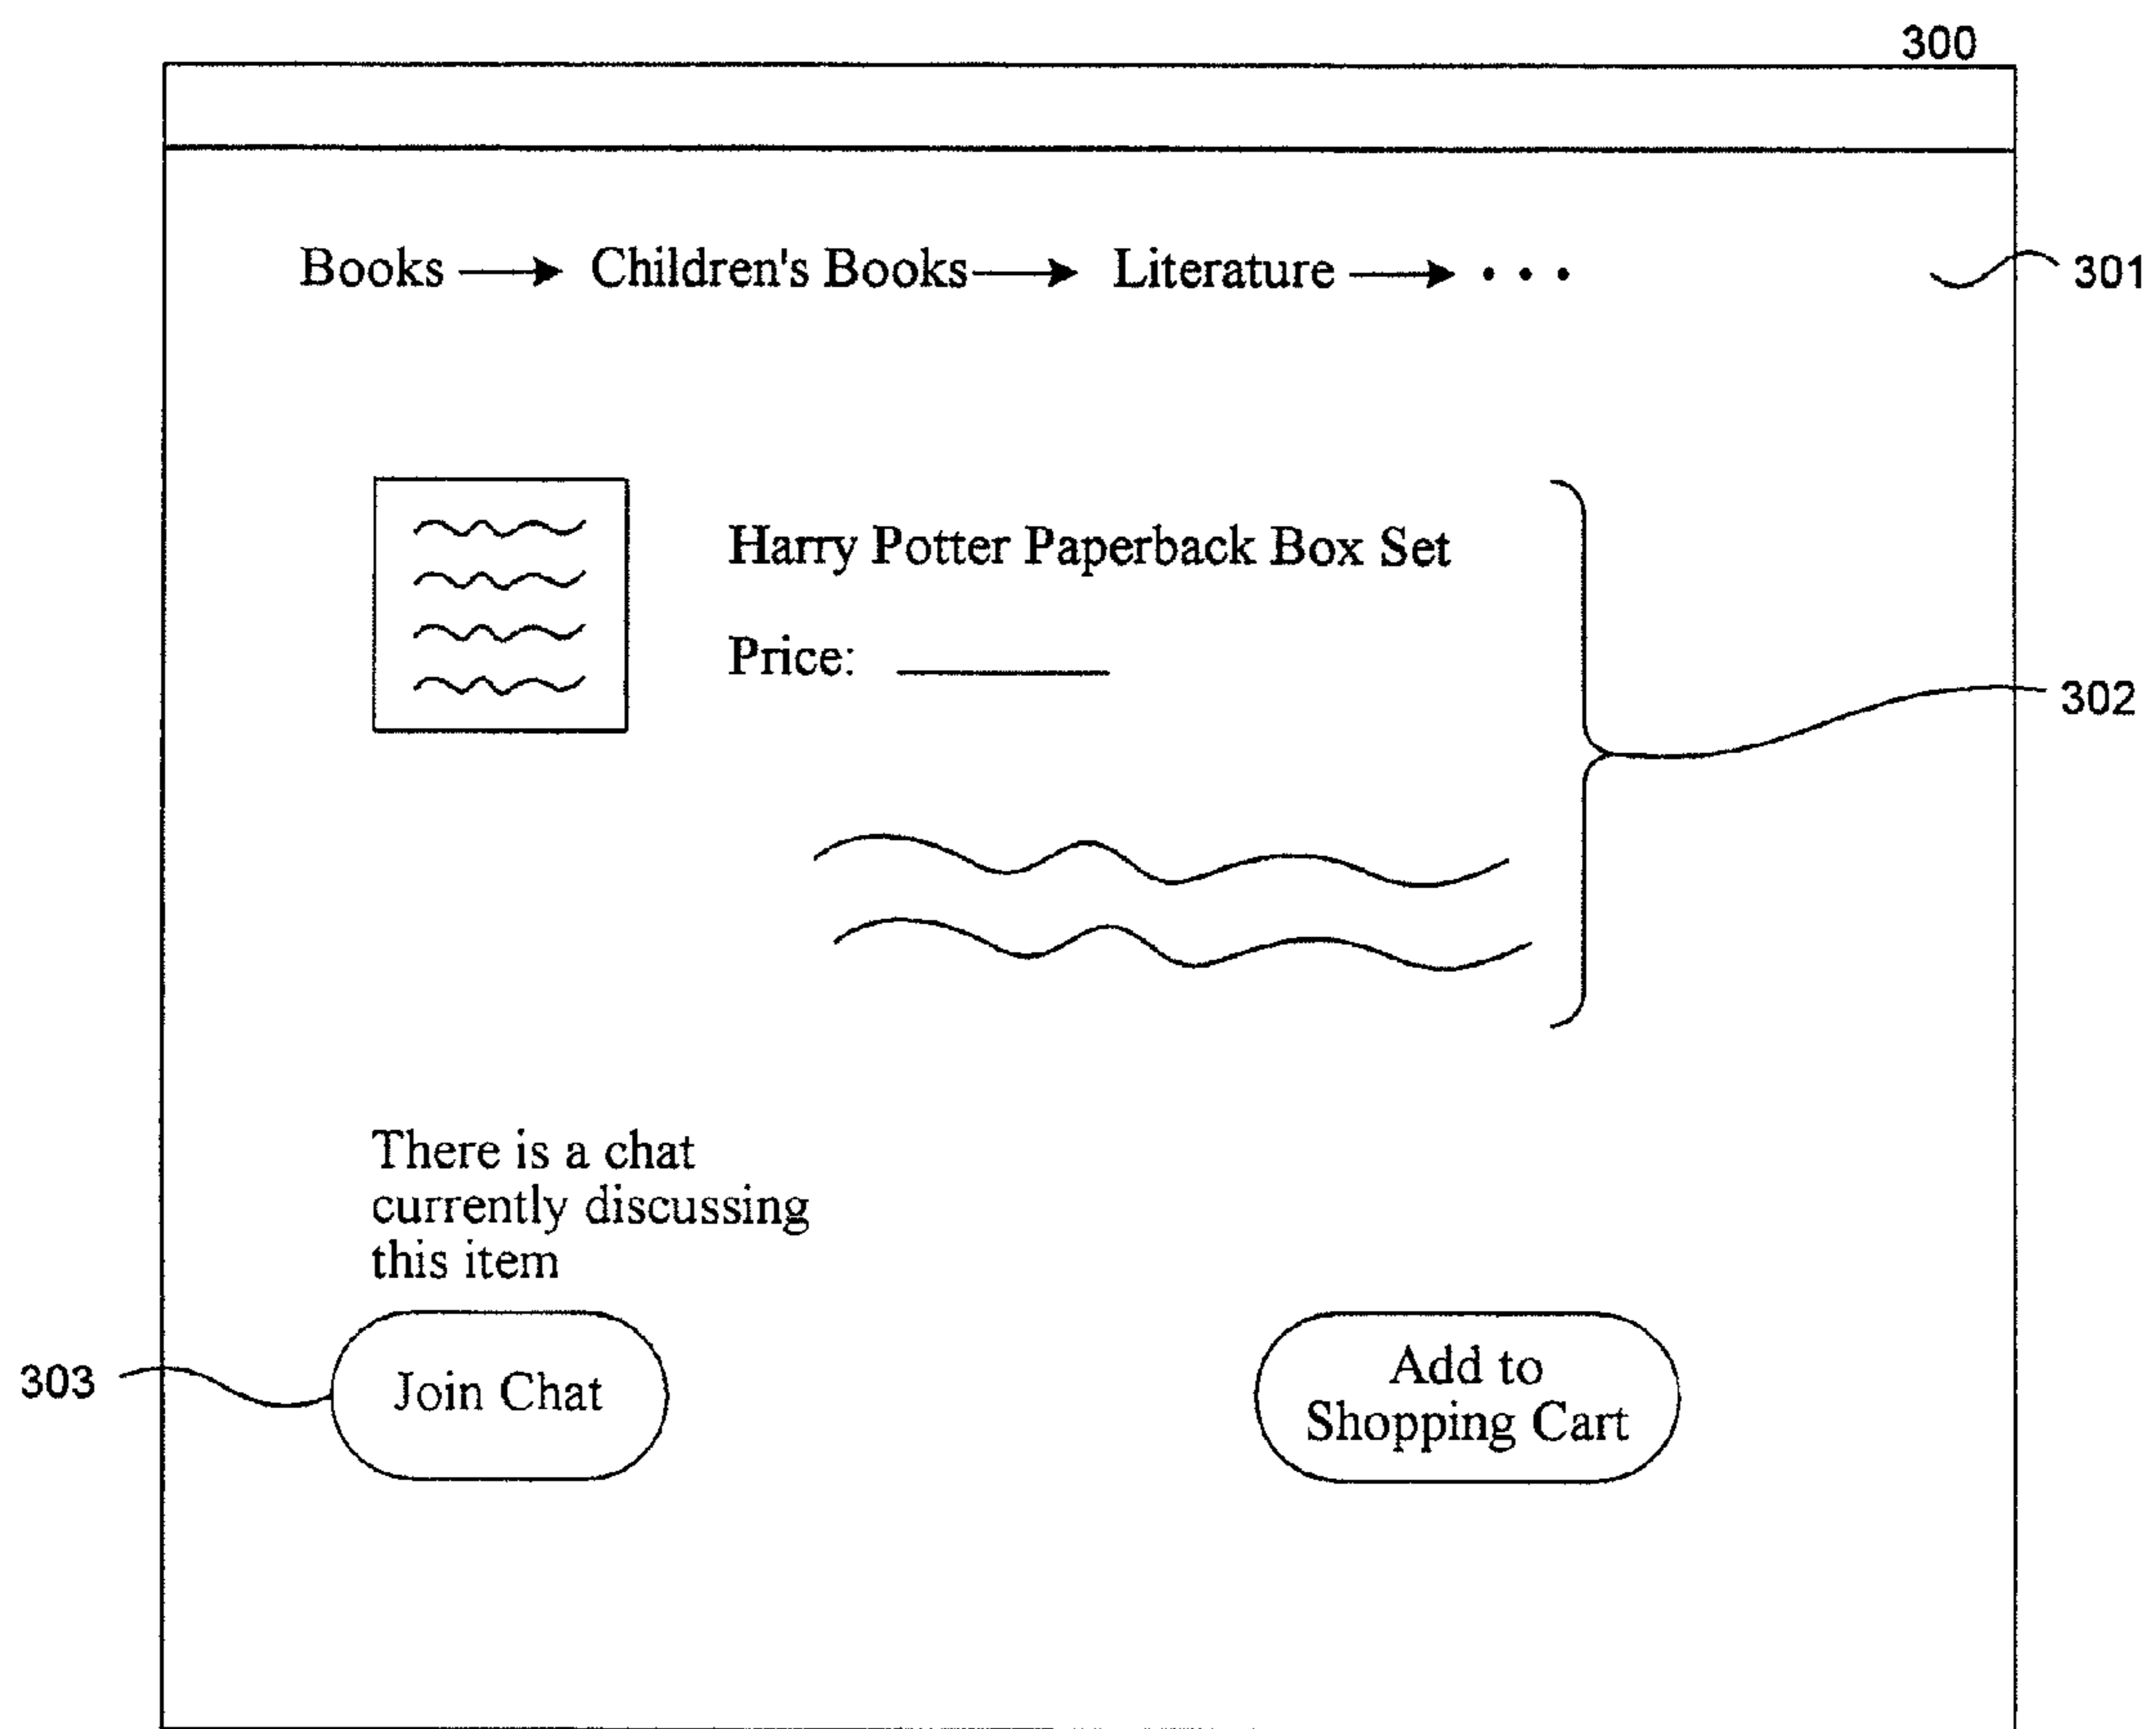 300
Books → Children's Books → Literature → • • •
301
Harry Potter Paperback Box Set
Price:
302
There is a chat
currently discussing
this item
303
Join Chat
Add to
Shopping Cart